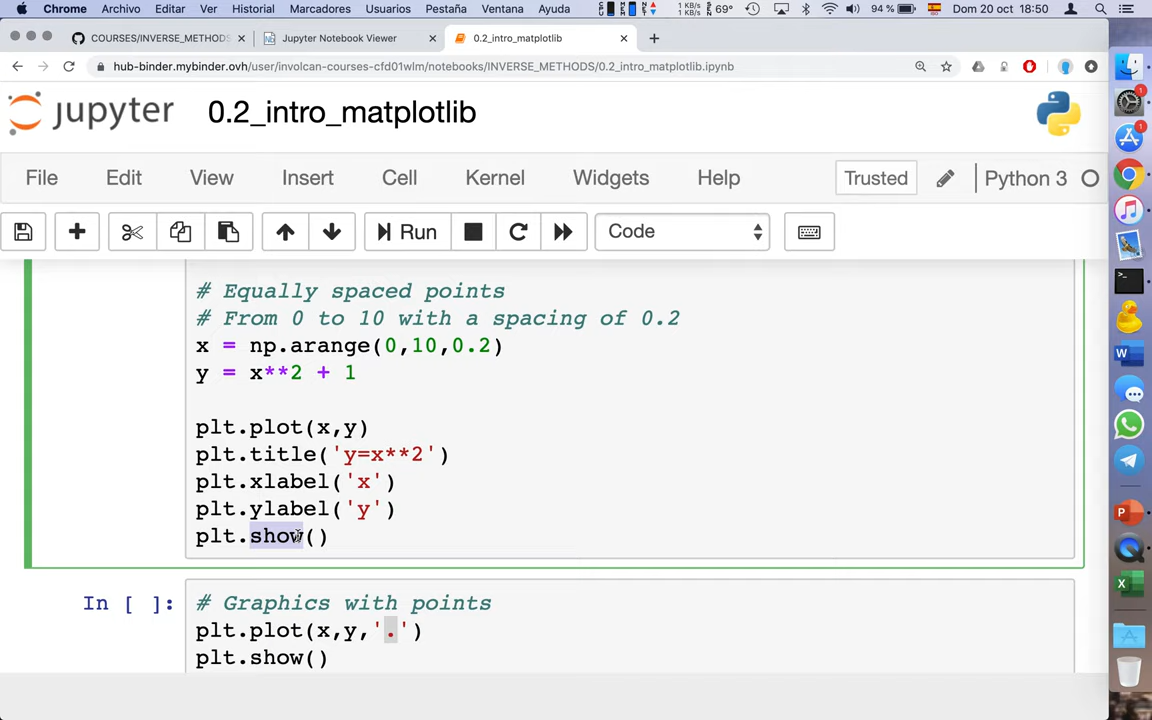 Chrome Archivo Editar Ver Historial Marcadores Usuarios Pestaña Ventana Ayuda 1 KB/s 1 KB/s 69° 94 % Dom 20 oct 18:50
COURSES/INVERSE_METHODS Jupyter Notebook Viewer 0.2_intro_matplotlib
hub-binder.mybinder.ovh/user/involcan-courses-cfd01wlm/notebooks/INVERSE_METHODS/0.2_intro_matplotlib.ipynb
jupyter 0.2_intro_matplotlib
File Edit View Insert Cell Kernel Widgets Help Trusted Python 3
Run Code
# Equally spaced points
# From 0 to 10 with a spacing of 0.2
x = np.arange(0,10,0.2)
y = x**2 + 1
plt.plot(x,y)
plt.title('y=x**2')
plt.xlabel('x')
plt.ylabel('y')
plt.show()
In [ ]: # Graphics with points
plt.plot(x,y,'.')
plt.show()